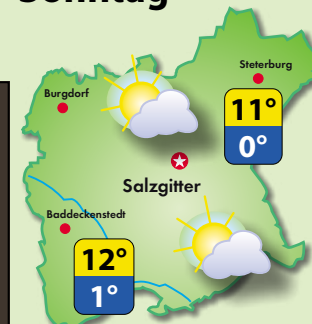 Sonntag
Steterburg
Burgdorf
11°
0°
Salzgitter
Baddeckenstedt
12°
1°